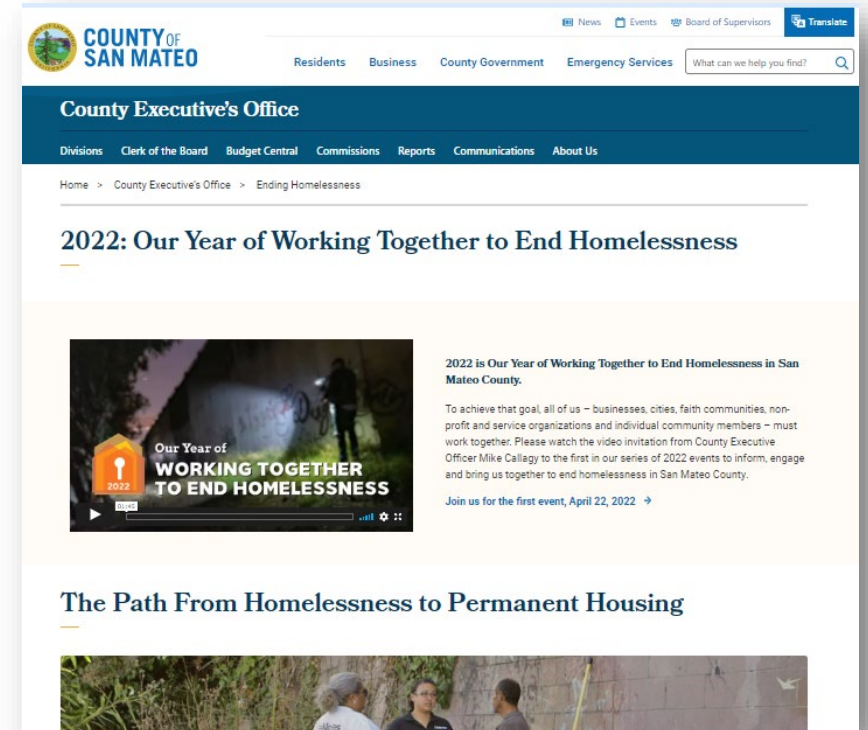 News Events Board of Supervisors Translate
COUNTY OF
SAN MATEO
Residents Business County Government Emergency Services What can we help you find?
County Executive's Office
Divisions Clerk of the Board Budget Central Commissions Reports Communications About Us
Home > County Executive's Office > Ending Homelessness
2022: Our Year of Working Together to End Homelessness
Our Year of
WORKING TOGETHER
TO END HOMELESSNESS
2022
01:45
2022 is Our Year of Working Together to End Homelessness in San
Mateo County.
To achieve that goal, all of us – businesses, cities, faith communities, non-
profit and service organizations and individual community members – must
work together. Please watch the video invitation from County Executive
Officer Mike Callagy to the first in our series of 2022 events to inform, engage
and bring us together to end homelessness in San Mateo County.
Join us for the first event, April 22, 2022 →
The Path From Homelessness to Permanent Housing